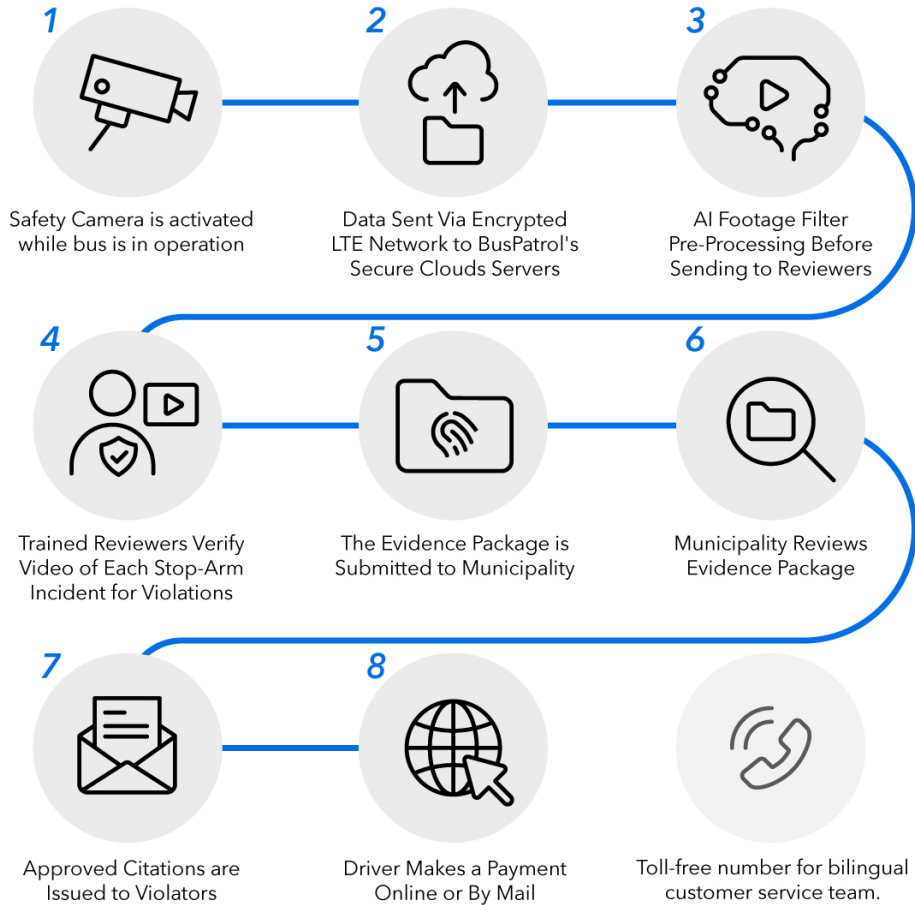 1
2
3
Safety Camera is activated
while bus is in operation
Data Sent Via Encrypted
LTE Network to BusPatrol's
Secure Clouds Servers
AI Footage Filter
Pre-Processing Before
Sending to Reviewers
4
5
6
Trained Reviewers Verify
Video of Each Stop-Arm
Incident for Violations
The Evidence Package is
Submitted to Municipality
Municipality Reviews
Evidence Package
7
8
Approved Citations are
Issued to Violators
Driver Makes a Payment
Online or By Mail
Toll-free number for bilingual
customer service team.